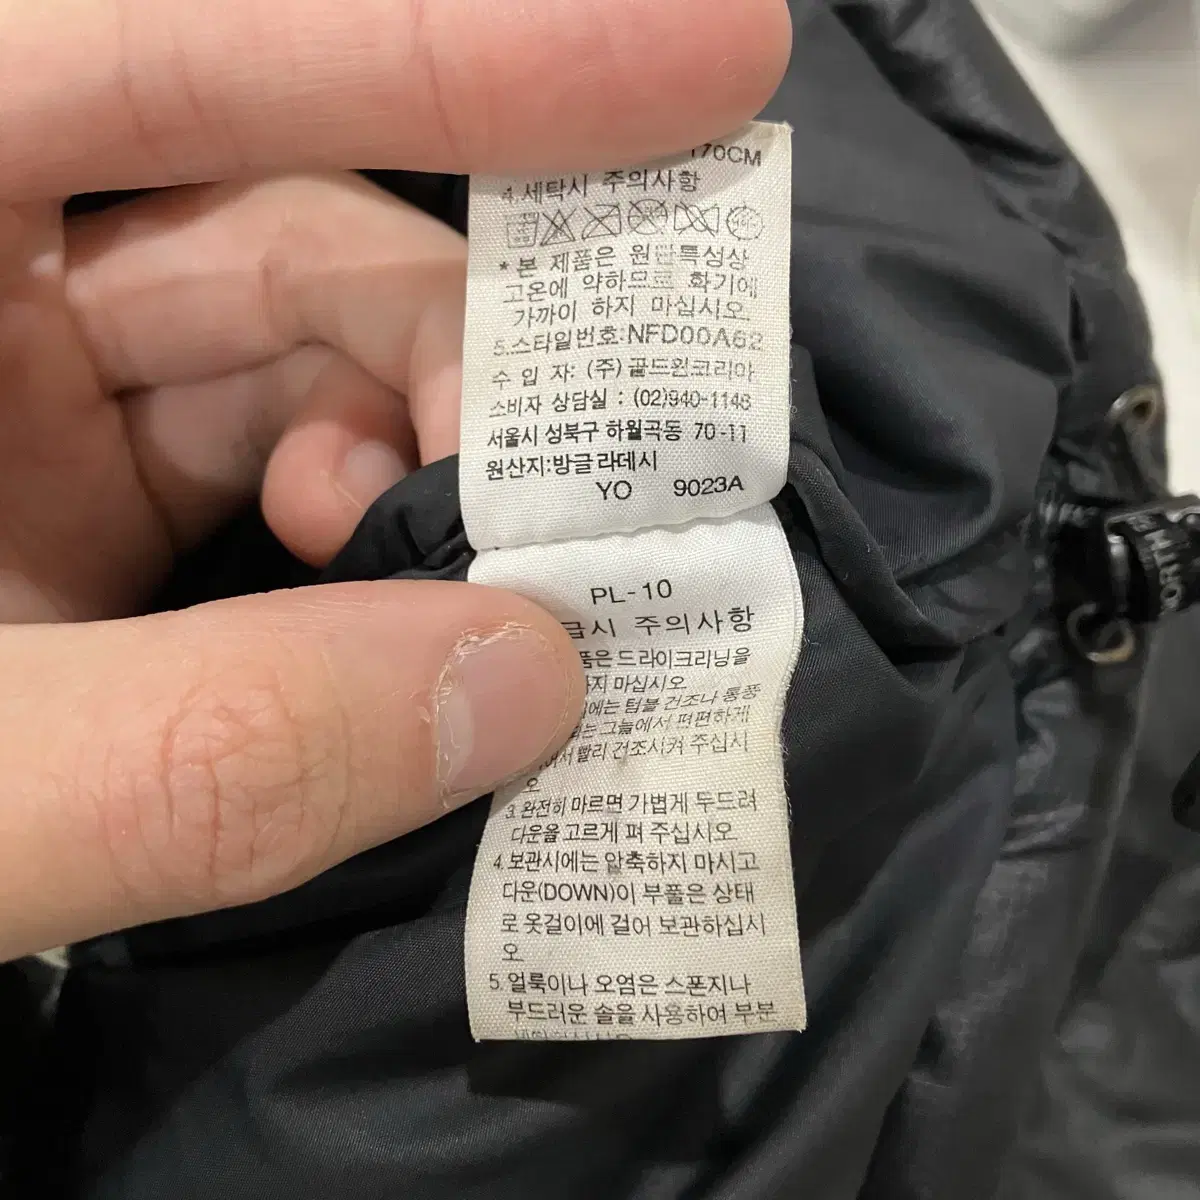 170CM
4.세탁시 주의사항
* 본 제품은 원단특성상
고온에 약하므로 화기에
가까이 하지 마십시오.
5..스타일번호:NFD00A62
수 입 자: (주)골드윈코리아
소비자 상담실 : (02)940-1146
서울시 성북구 하월곡동 70-11
원산지:방글라데시
YO 9023A
PL-10
급시 주의사항
품은 드라이크리닝을
하지 마십시오.
에는 텀블 건조나 통풍
는 그늘에서 편편하게
어서 빨리 건조시켜 주십시
오
3. 완전히 마르면 가볍게 두드려
다운을 고르게 펴 주십시오
4. 보관시에는 압축하지 마시고
다운(DOWN)이 부풀은 상태
로 옷걸이에 걸어 보관하십시
오.
5. 얼룩이나 오염은 스폰지나
부드러운 솔을 사용하여 부분